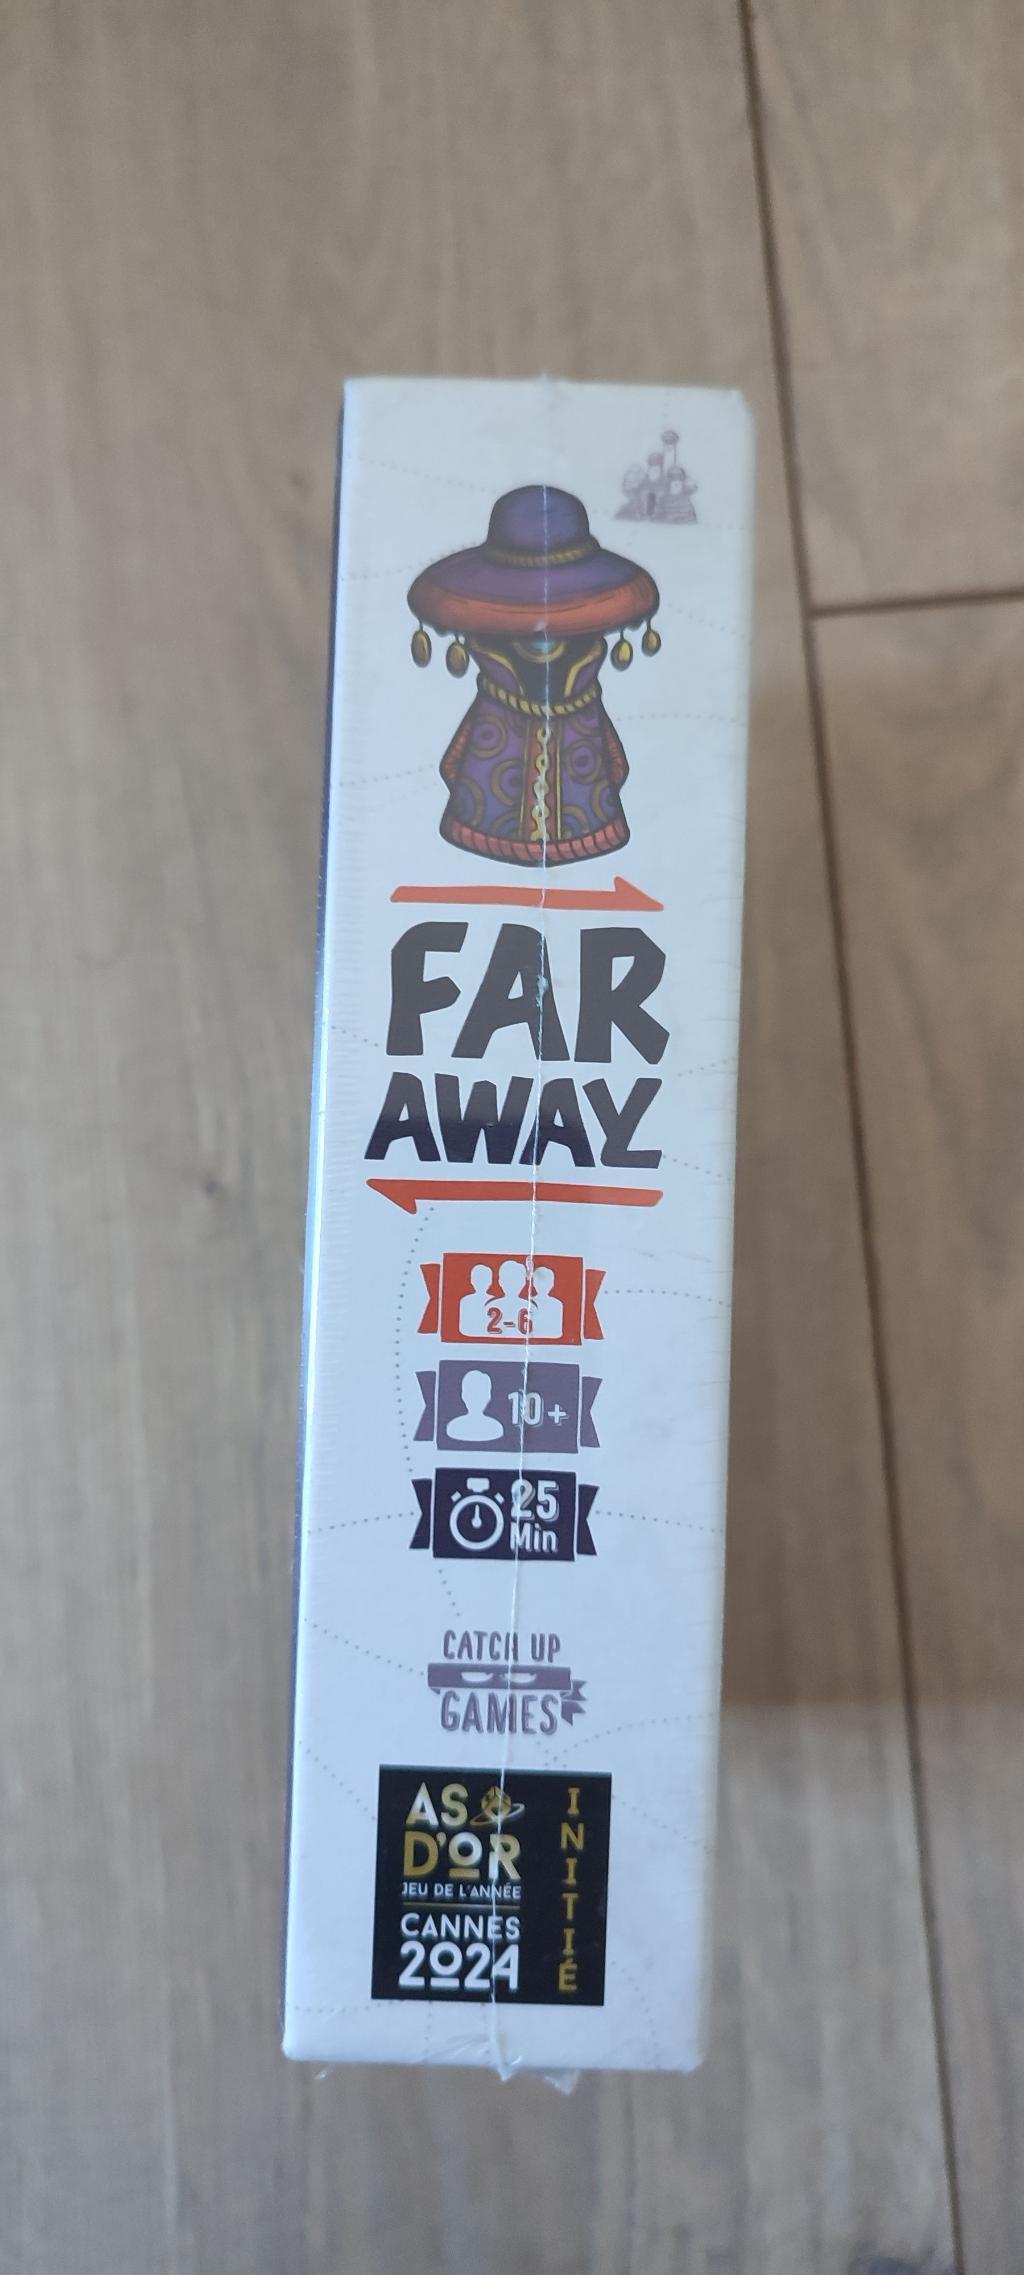 FAR
AWAY
2-6
10+
25
Min
CATCH UP
GAMES
AS
D'OR
JEU DE L'ANNÉE
CANNES
2024
INITIÉ